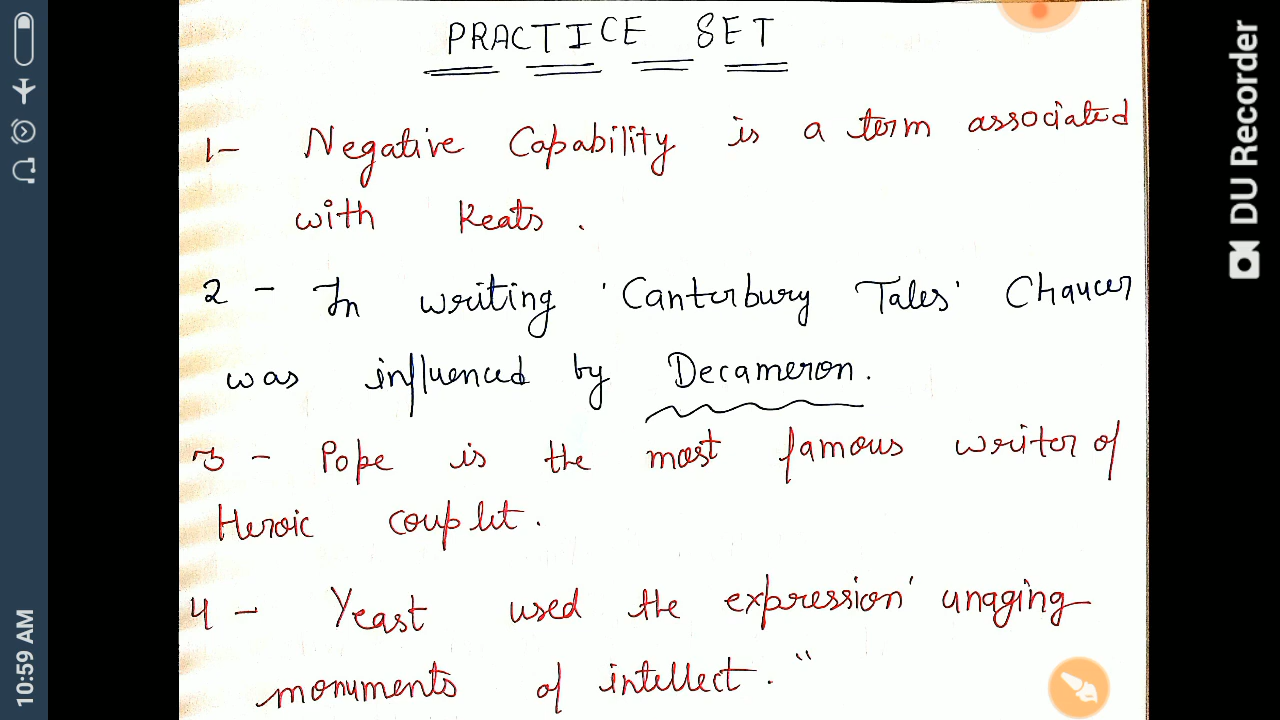 PRACTICE SET
1- Negative Capability is a term associated
with Keats.
2 - In writing 'Canterbury Tales' Chaucer
was influenced by Decameron.
3 - Pope is the most famous writer of
Heroic couplet.
4 - Yeast used the expression' unaging
monuments of intellect."
10:59 AM
DU Recorder